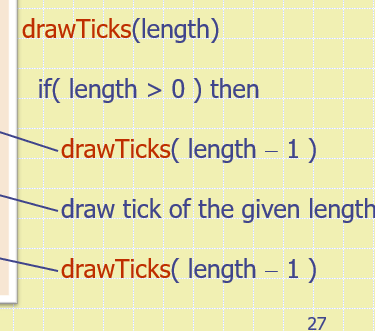 drawTicks(length)
if( length > 0 ) then
drawTicks( length – 1 )
draw tick of the given length
drawTicks( length – 1 )
27